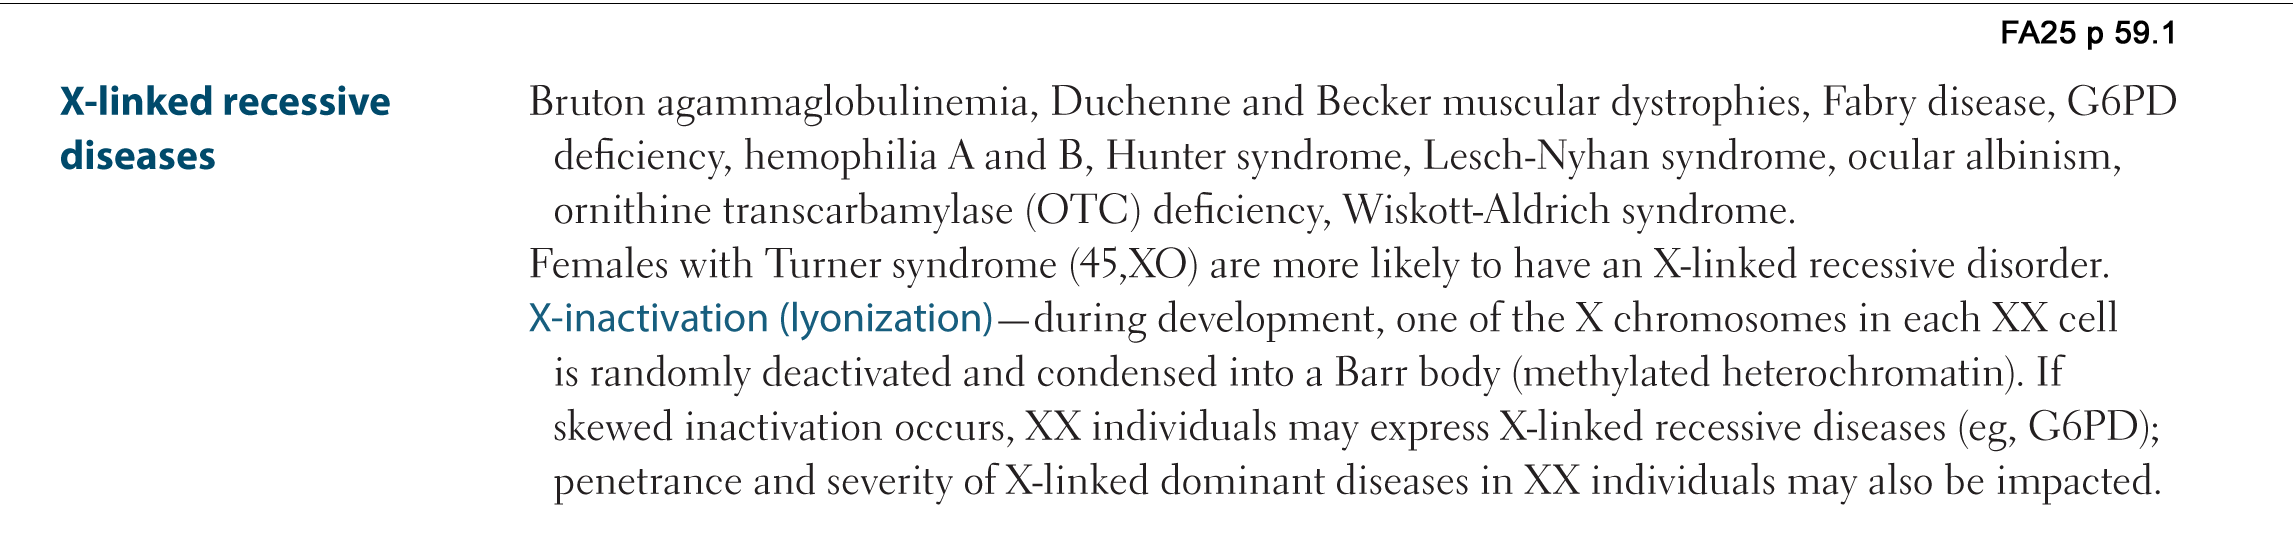 FA25 p 59.1
X-linked recessive
diseases
Bruton agammaglobulinemia, Duchenne and Becker muscular dystrophies, Fabry disease, G6PD
deficiency, hemophilia A and B, Hunter syndrome, Lesch-Nyhan syndrome, ocular albinism,
ornithine transcarbamylase (OTC) deficiency, Wiskott-Aldrich syndrome.
Females with Turner syndrome (45,XO) are more likely to have an X-linked recessive disorder.
X-inactivation (lyonization)—during development, one of the X chromosomes in each XX cell
is randomly deactivated and condensed into a Barr body (methylated heterochromatin). If
skewed inactivation occurs, XX individuals may express X-linked recessive diseases (eg, G6PD);
penetrance and severity of X-linked dominant diseases in XX individuals may also be impacted.